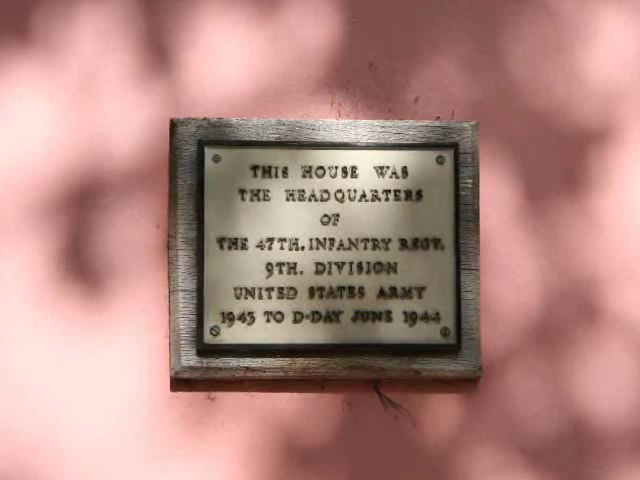 THIS HOUSE WAS
THE HEADQUARTERS
OF
THE 47TH. INFANTRY REGT.
9TH. DIVISION
UNITED STATES ARMY
1943 TO D-DAY JUNE 1944